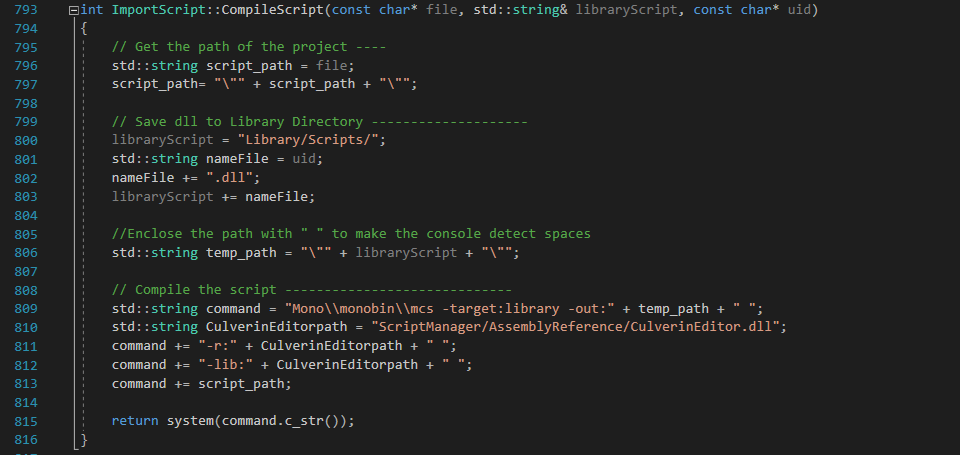 793 int ImportScript::CompileScript(const char* file, std::string& libraryScript, const char* uid)
794 {
795 // Get the path of the project ----
796 std::string script_path = file;
797 script_path= "\"" + script_path + "\"";
798
799 // Save dll to Library Directory --------------------
800 libraryScript = "Library/Scripts/";
801 std::string nameFile = uid;
802 nameFile += ".dll";
803 libraryScript += nameFile;
804
805 //Enclose the path with " " to make the console detect spaces
806 std::string temp_path = "\"" + libraryScript + "\"";
807
808 // Compile the script -----------------------------
809 std::string command = "Mono\\monobin\\mcs -target:library -out:" + temp_path + " ";
810 std::string CulverinEditorpath = "ScriptManager/AssemblyReference/CulverinEditor.dll";
811 command += "-r:" + CulverinEditorpath + " ";
812 command += "-lib:" + CulverinEditorpath + " ";
813 command += script_path;
814
815 return system(command.c_str());
816 }